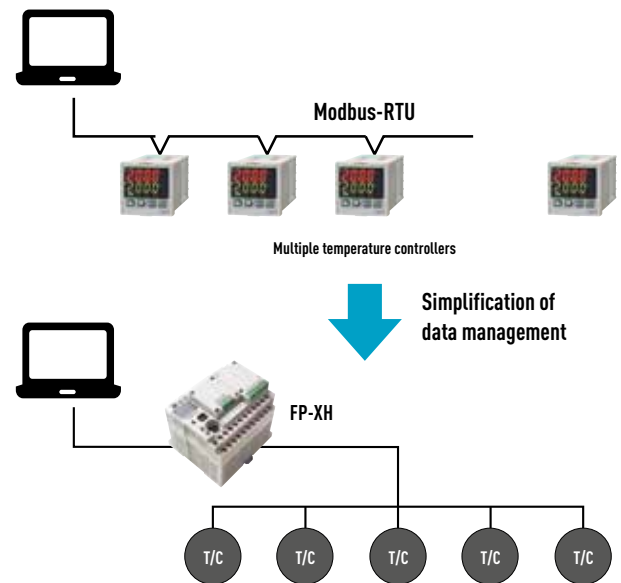 Modbus-RTU
Multiple temperature controllers
Simplification of
data management
FP-XH
T/C
T/C
T/C
T/C
T/C